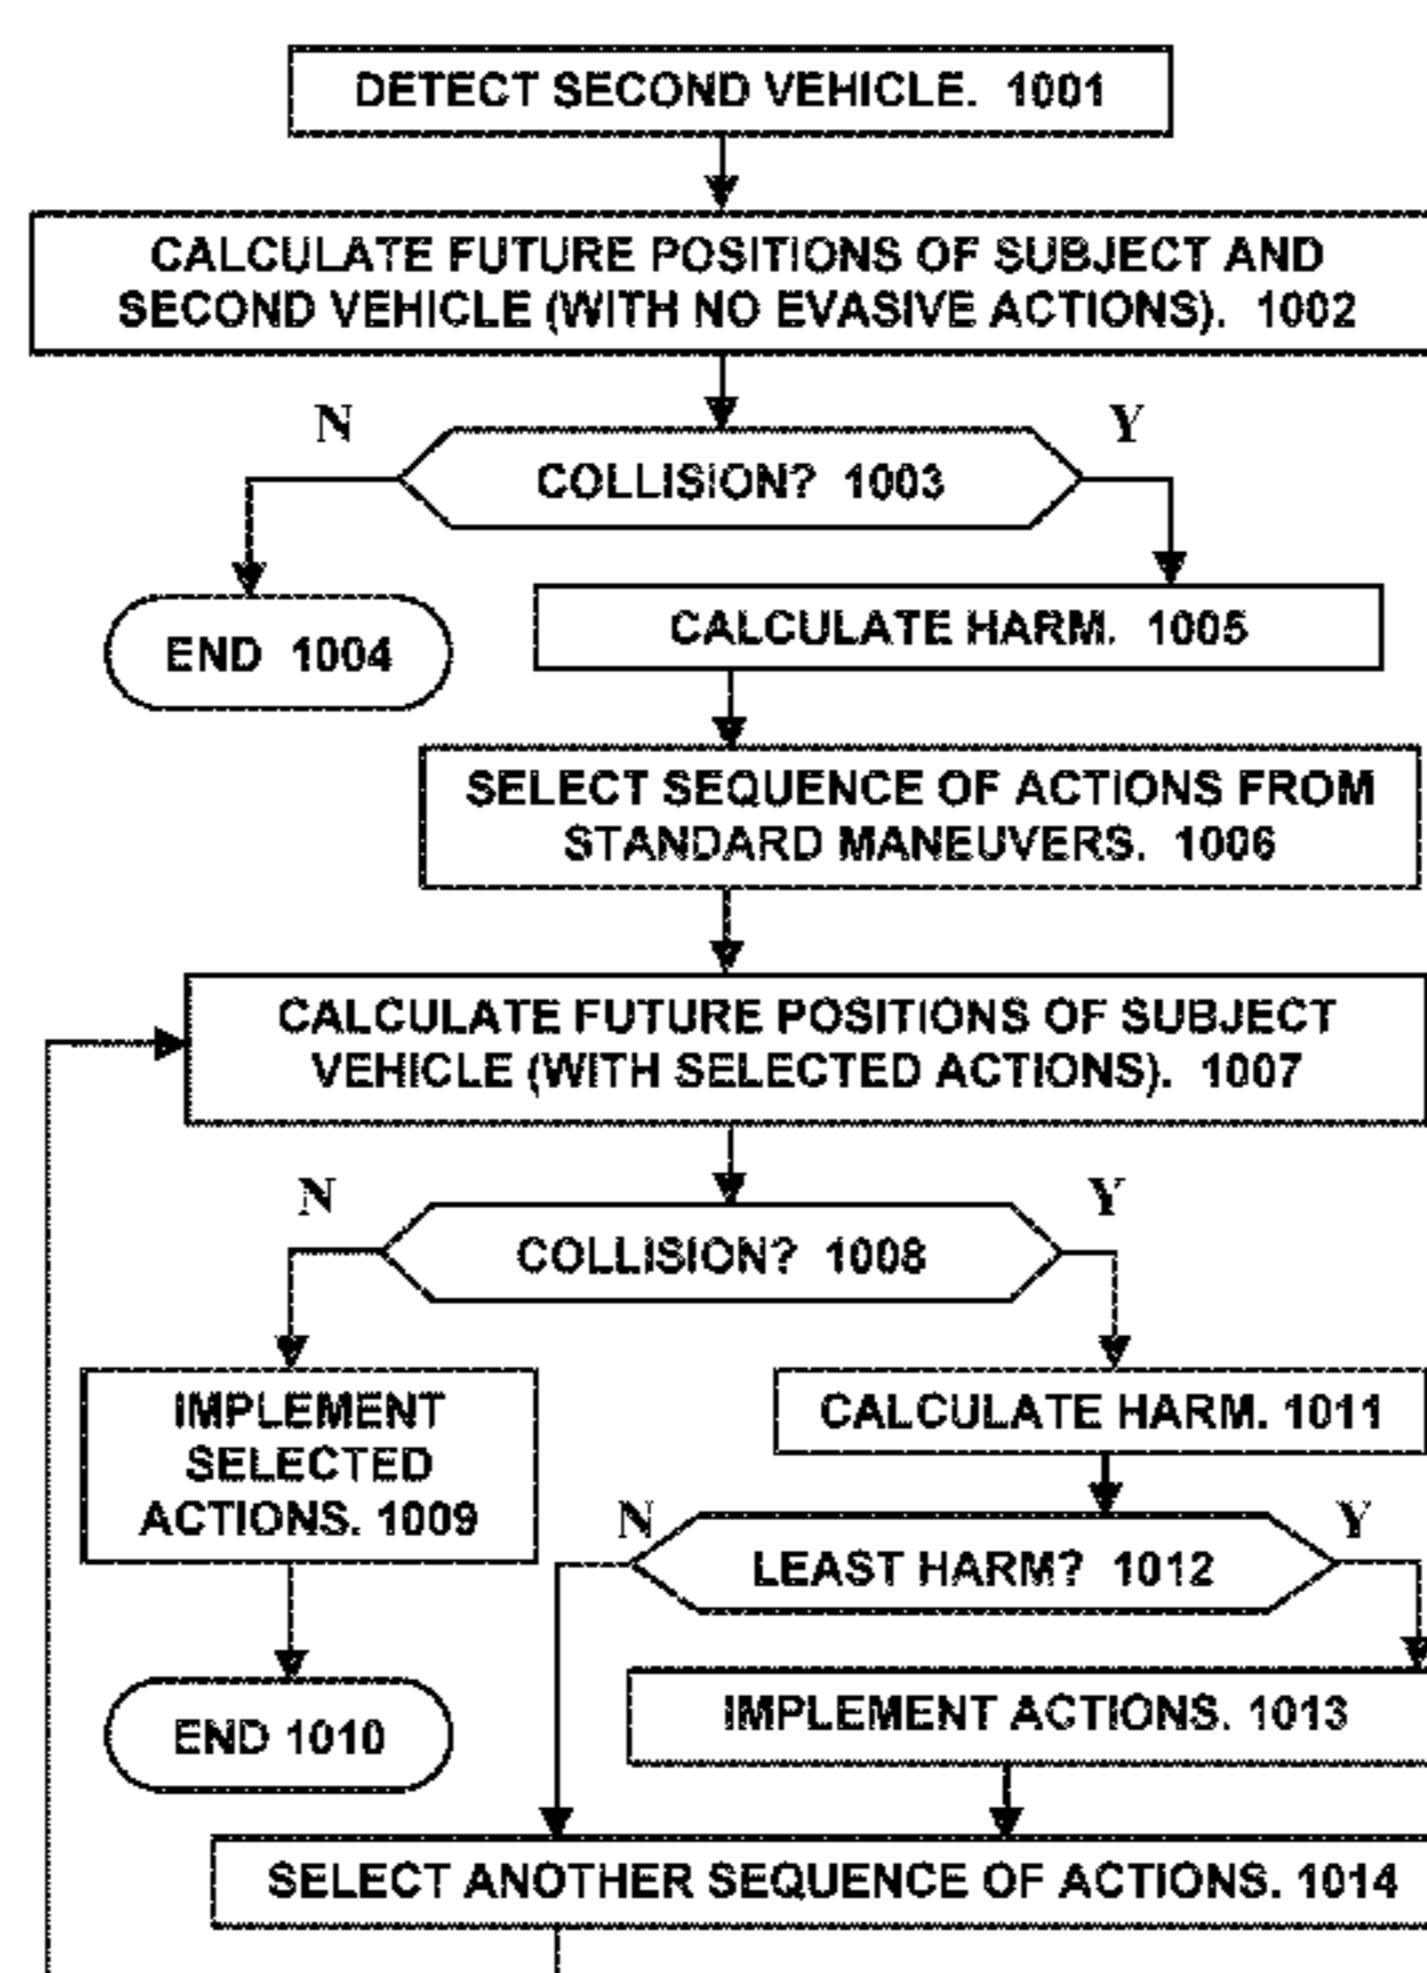 DETECT SECOND VEHICLE. 1001
CALCULATE FUTURE POSITIONS OF SUBJECT AND
SECOND VEHICLE (WITH NO EVASIVE ACTIONS). 1002
N
Y
COLLISION? 1003
END 1004
CALCULATE HARM. 1005
SELECT SEQUENCE OF ACTIONS FROM
STANDARD MANEUVERS. 1006
CALCULATE FUTURE POSITIONS OF SUBJECT
VEHICLE (WITH SELECTED ACTIONS). 1007
N
Y
COLLISION? 1008
IMPLEMENT
SELECTED
ACTIONS. 1009
CALCULATE HARM. 1011
N
Y
LEAST HARM? 1012
END 1010
IMPLEMENT ACTIONS. 1013
SELECT ANOTHER SEQUENCE OF ACTIONS. 1014